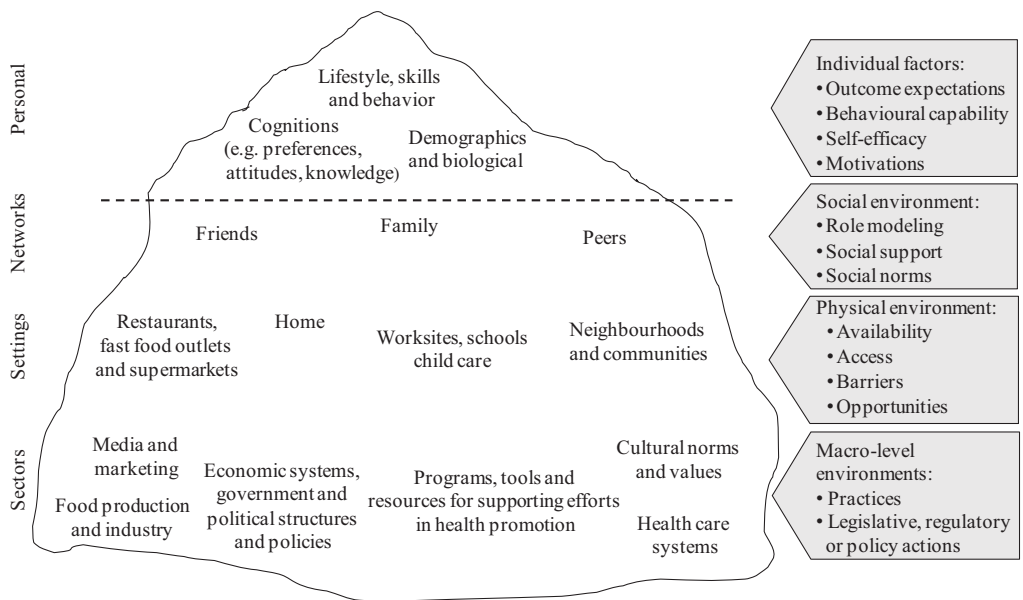 Personal
Lifestyle, skills
and behavior
Cognitions
(e.g. preferences,
attitudes, knowledge)
Demographics
and biological
Individual factors:
• Outcome expectations
• Behavioural capability
• Self-efficacy
• Motivations
Networks
Friends
Family
Peers
Social environment:
• Role modeling
• Social support
• Social norms
Settings
Restaurants,
fast food outlets
and supermarkets
Home
Worksites, schools
child care
Neighbourhoods
and communities
Physical environment:
• Availability
• Access
• Barriers
• Opportunities
Sectors
Media and
marketing
Food production
and industry
Economic systems,
government and
political structures
and policies
Programs, tools and
resources for supporting efforts
in health promotion
Cultural norms
and values
Health care
systems
Macro-level
environments:
• Practices
• Legislative, regulatory
or policy actions